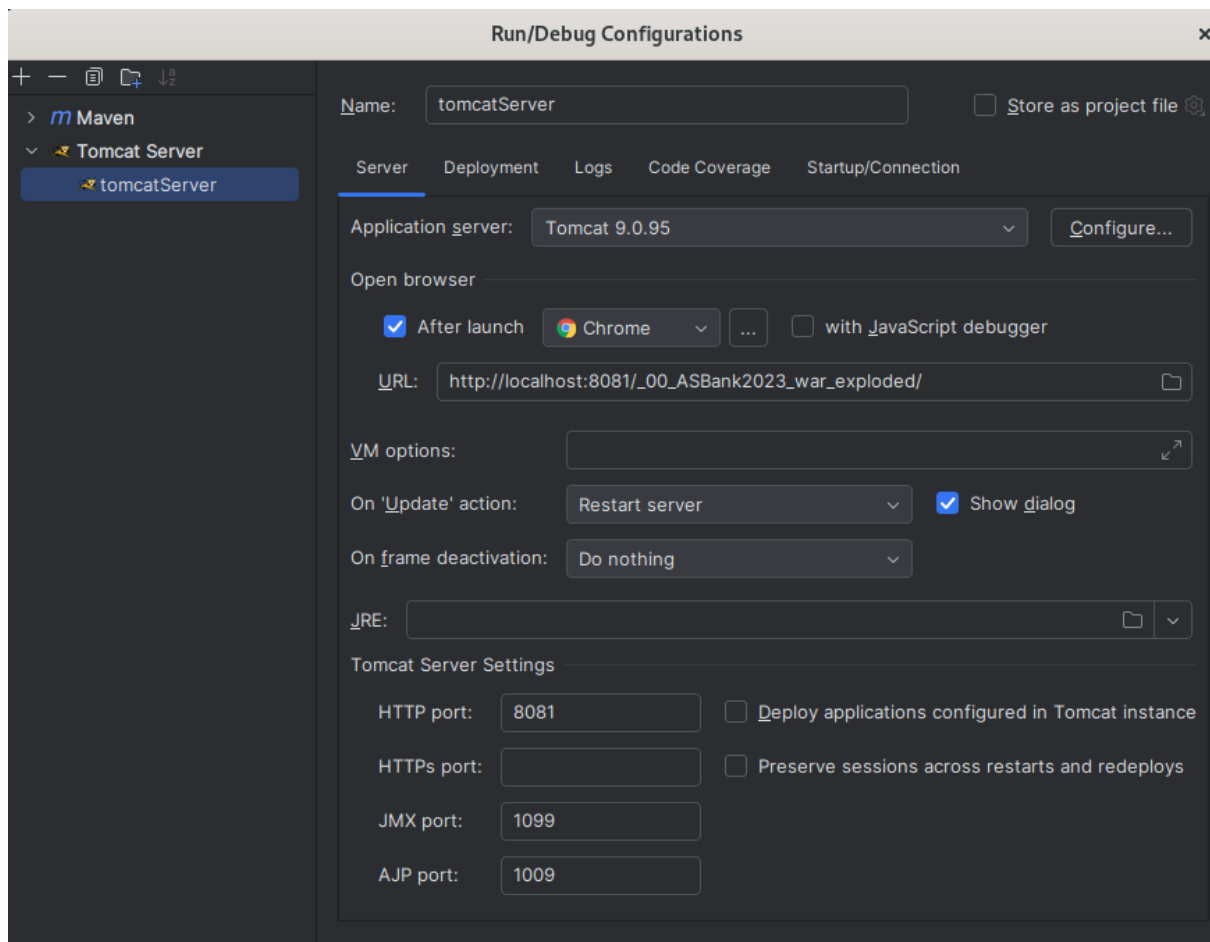 Run/Debug Configurations
Maven
Tomcat Server
tomcatServer
Name: tomcatServer Store as project file
Server Deployment Logs Code Coverage Startup/Connection
Application server: Tomcat 9.0.95 Configure...
Open browser
After launch Chrome ... with JavaScript debugger
URL: http://localhost:8081/_00_ASBank2023_war_exploded/
VM options:
On 'Update' action: Restart server Show dialog
On frame deactivation: Do nothing
JRE:
Tomcat Server Settings
HTTP port: 8081 Deploy applications configured in Tomcat instance
HTTPs port: Preserve sessions across restarts and redeploys
JMX port: 1099
AJP port: 1009